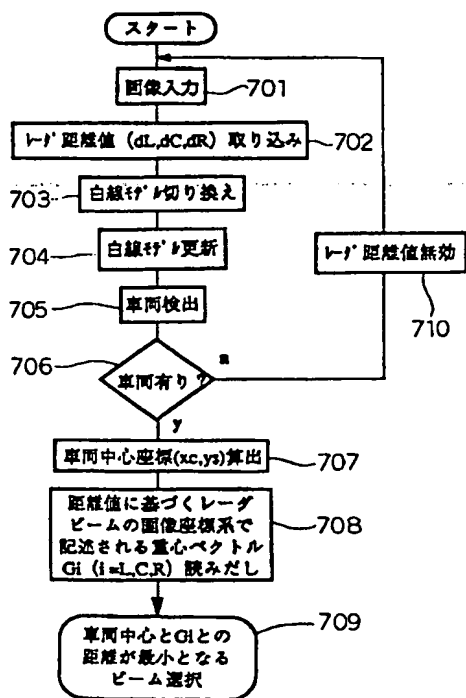 スタート
画像入力
701
レーダ距離値 (dL,dC,dR) 取り込み
702
703
白線モデル切り換え
704
白線モデル更新
レーダ距離値無効
710
705
車両検出
706
車両有り?
n
y
車両中心座標(xc,ys)算出
707
距離値に基づくレーダ
ビームの画像座標系で
記述される重心ベクトル
Gi (i=L,C,R) 読みだし
708
車両中心とGiとの
距離が最小となる
ビーム選択
709